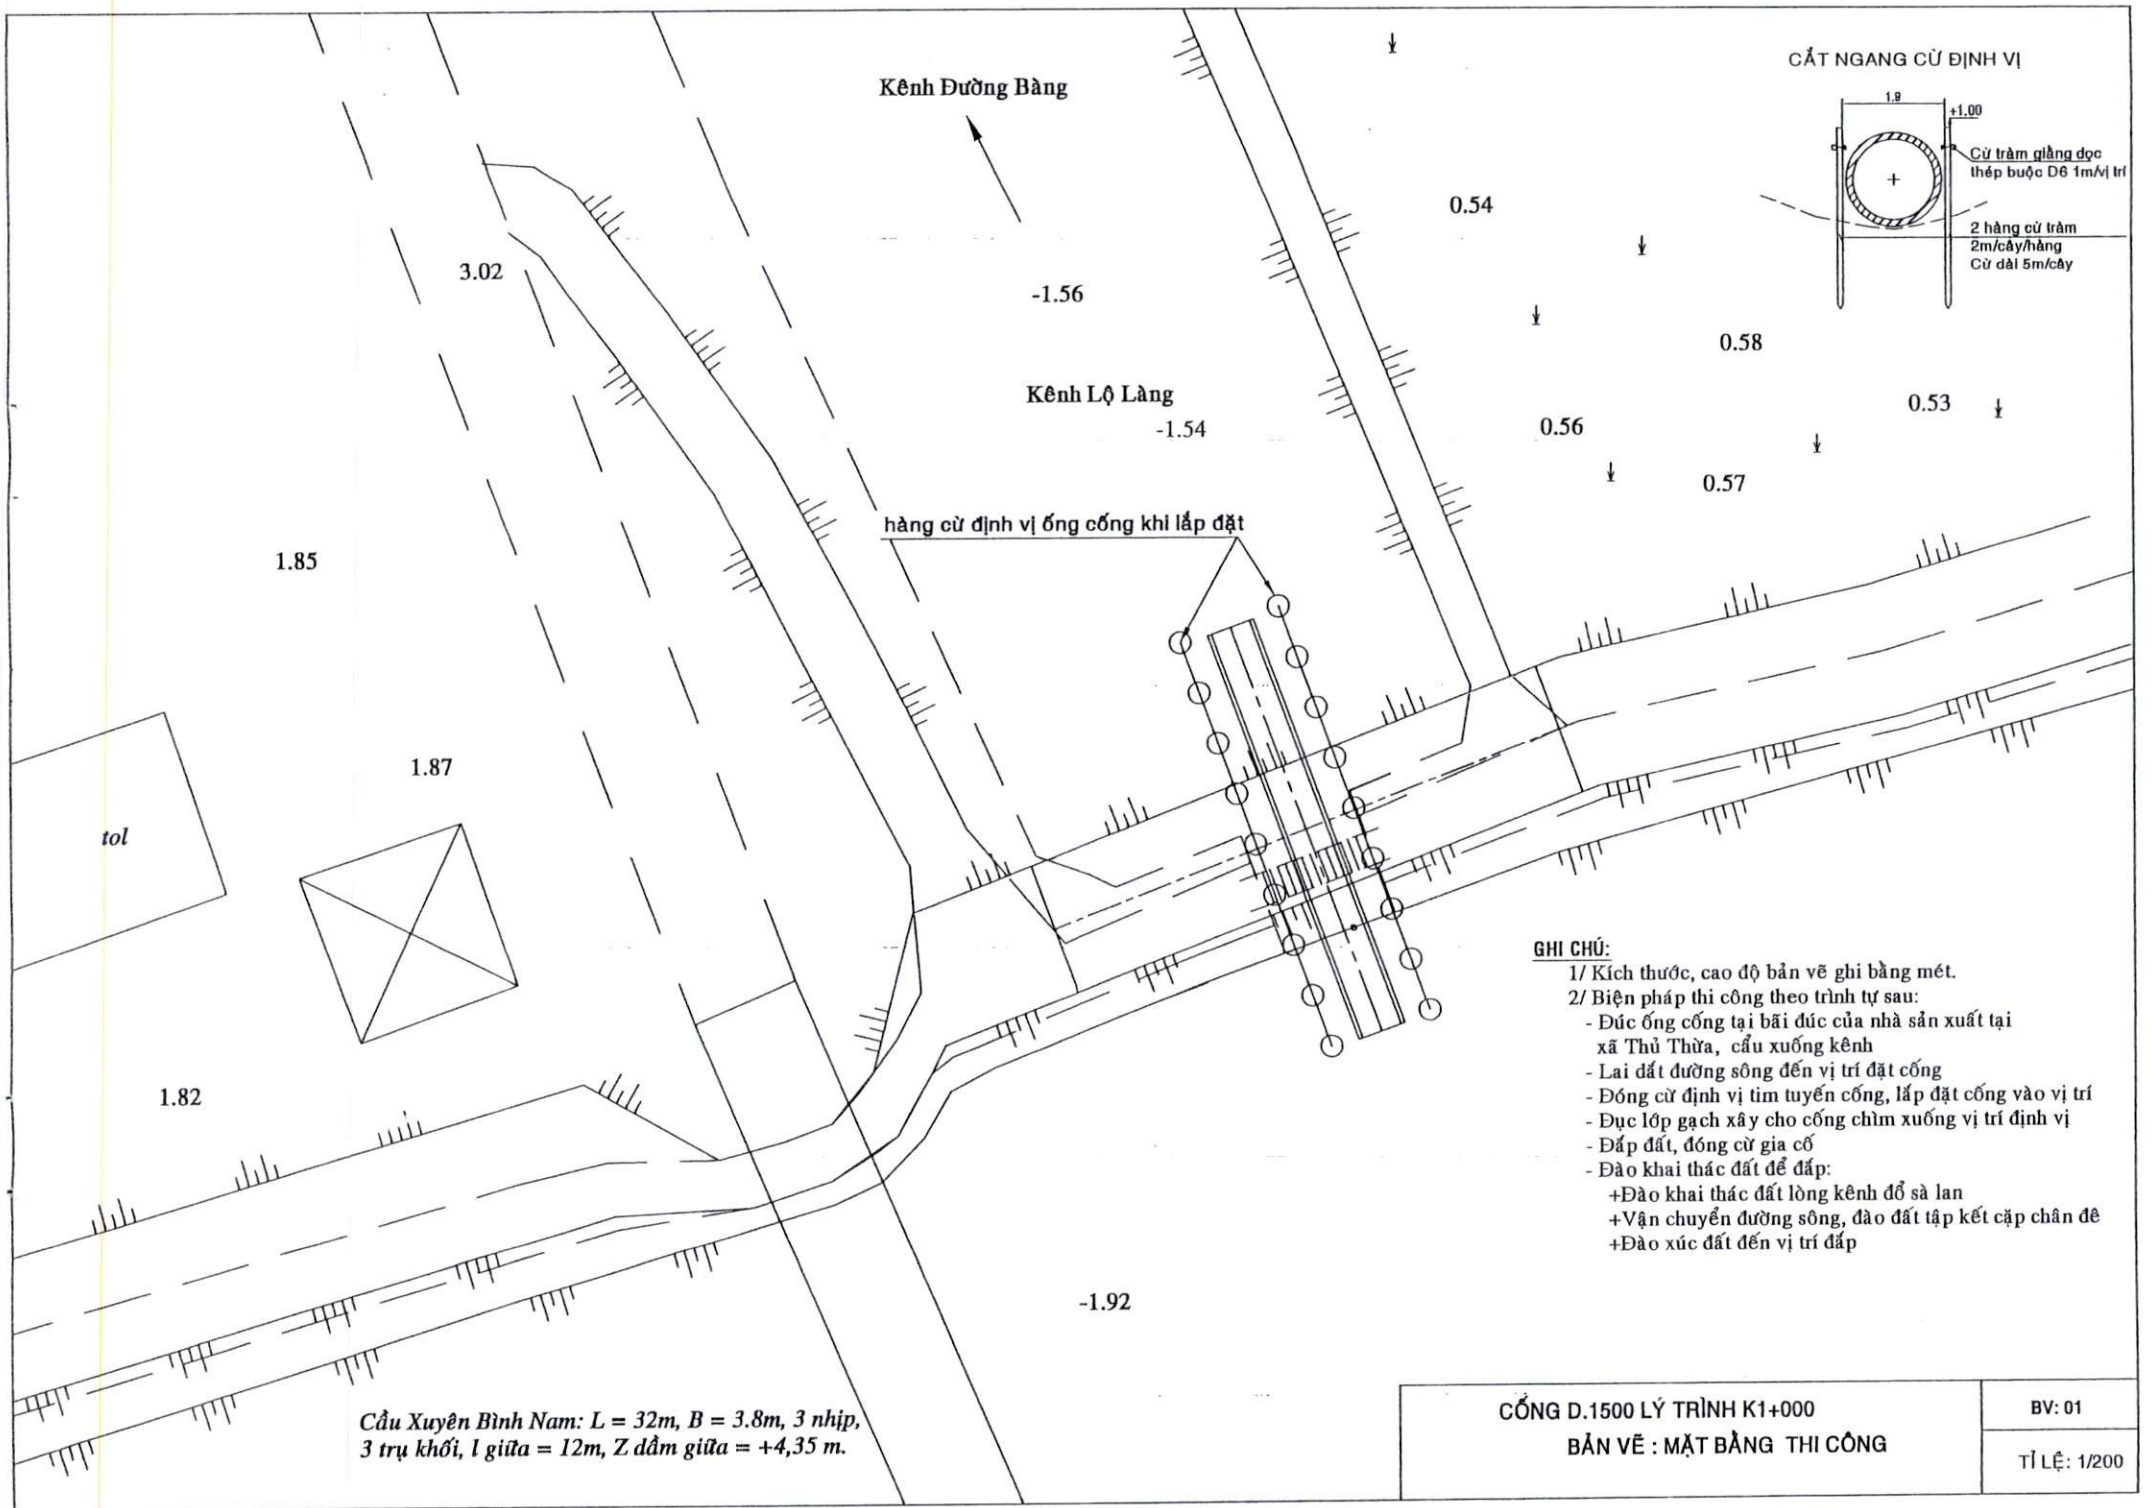 CẮT NGANG CỪ ĐỊNH VỊ
1.9
+1.00
Cừ tràm giằng dọc
thép buộc D6 1m/vị trí
2 hàng cừ tràm
2m/cây/hàng
Cừ dài 5m/cây
Kênh Đường Bàng
0.54
3.02
-1.56
0.58
Kênh Lộ Làng
-1.54
0.53
0.56
0.57
hàng cừ định vị ống cống khi lắp đặt
1.85
1.87
tol
1.82
-1.92
GHI CHÚ:
1/ Kích thước, cao độ bản vẽ ghi bằng mét.
2/ Biện pháp thi công theo trình tự sau:
- Đúc ống cống tại bãi đúc của nhà sản xuất tại
xã Thủ Thừa, cẩu xuống kênh
- Lai dắt đường sông đến vị trí đặt cống
- Đóng cừ định vị tim tuyến cống, lắp đặt cống vào vị trí
- Đục lớp gạch xây cho cống chìm xuống vị trí định vị
- Đắp đất, đóng cừ gia cố
- Đào khai thác đất để đắp:
+Đào khai thác đất lòng kênh đổ sà lan
+Vận chuyển đường sông, đào đất tập kết cặp chân đê
+Đào xúc đất đến vị trí đắp
Cầu Xuyên Bình Nam: L = 32m, B = 3.8m, 3 nhịp,
3 trụ khối, l giữa = 12m, Z dầm giữa = +4,35 m.
CỐNG D.1500 LÝ TRÌNH K1+000
BẢN VẼ : MẶT BẰNG THI CÔNG
BV: 01
TỈ LỆ: 1/200